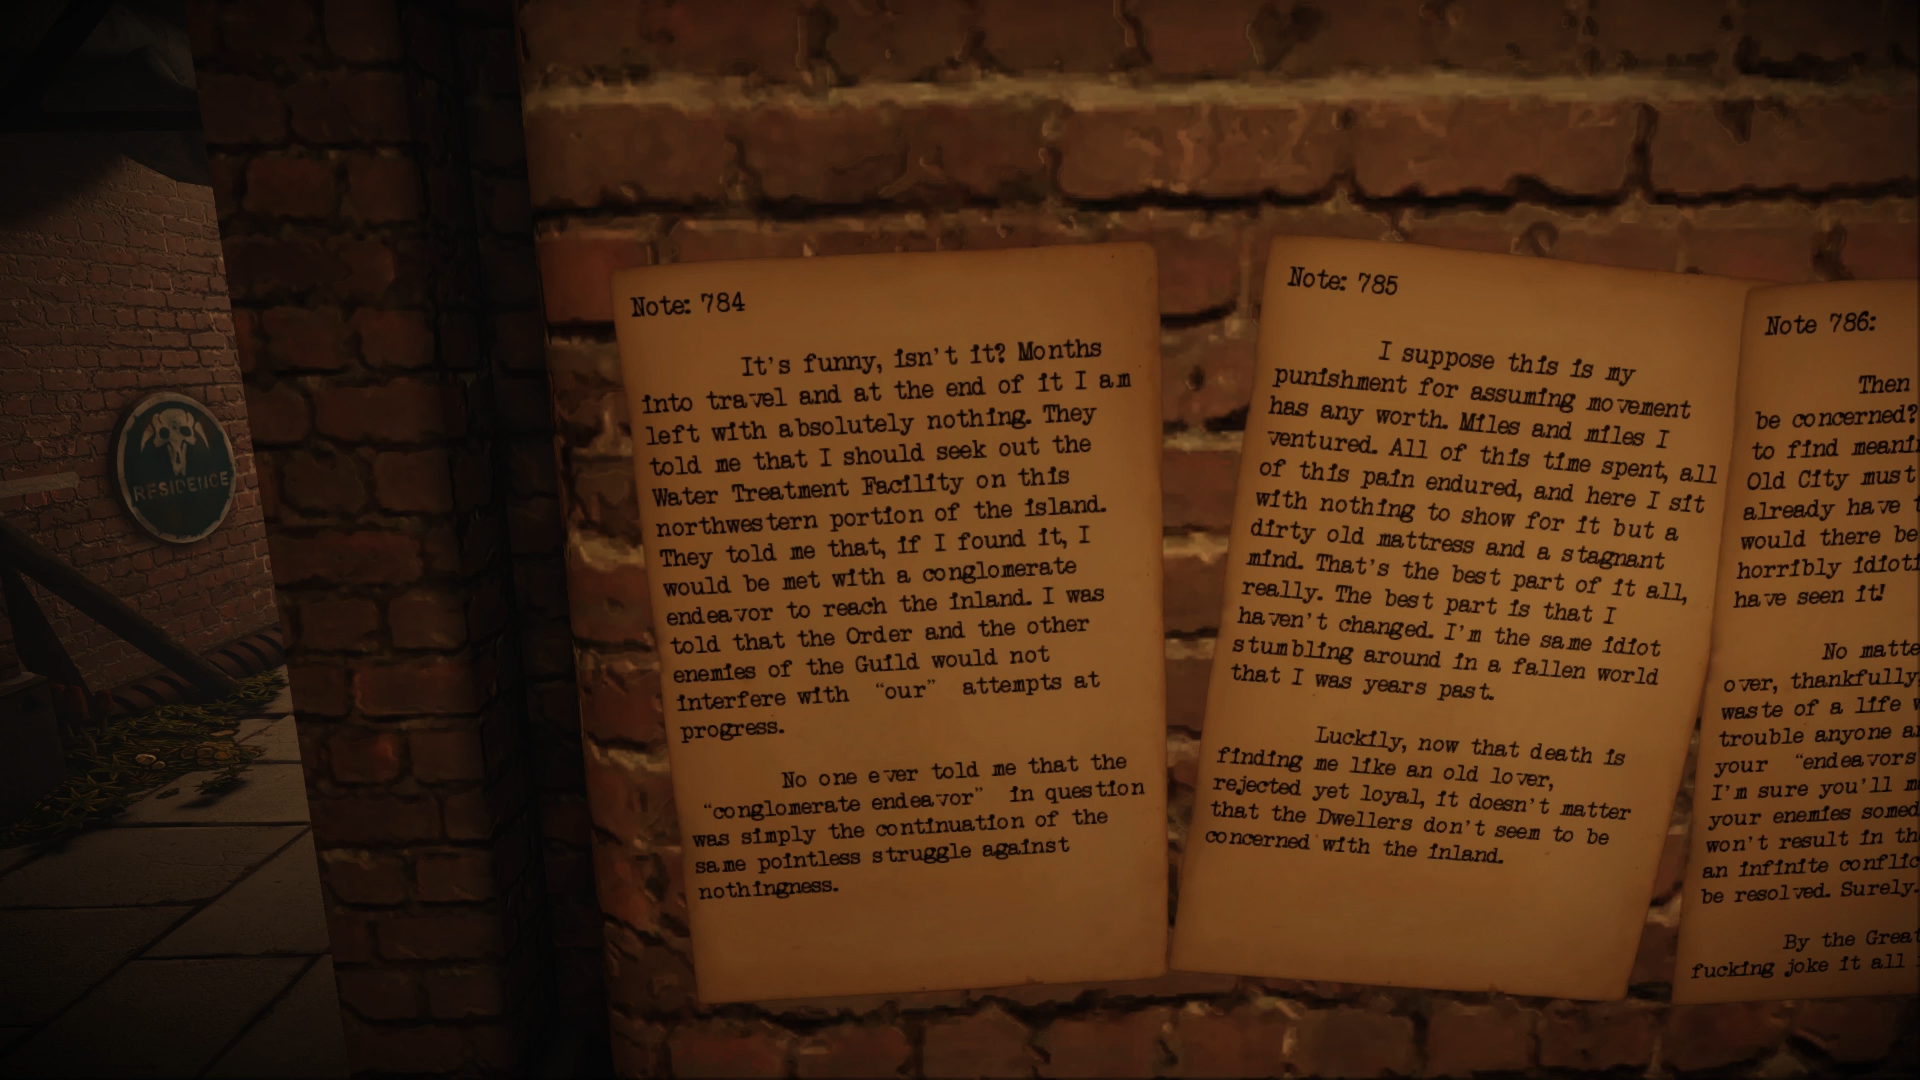 RESIDENCE
Note: 784
It's funny, isn't it? Months
into travel and at the end of it I am
left with absolutely nothing. They
told me that I should seek out the
Water Treatment Facility on this
northwestern portion of the island.
They told me that, if I found it, I
would be met with a conglomerate
endeavor to reach the inland. I was
told that the Order and the other
enemies of the Guild would not
interfere with "our" attempts at
progress.
No one ever told me that the
"conglomerate endeavor" in question
was simply the continuation of the
same pointless struggle against
nothingness.
Note: 785
I suppose this is my
punishment for assuming movement
has any worth. Miles and miles I
ventured. All of this time spent, all
of this pain endured, and here I sit
with nothing to show for it but a
dirty old mattress and a stagnant
mind. That's the best part of it all,
really. The best part is that I
haven't changed. I'm the same idiot
stumbling around in a fallen world
that I was years past.
Luckily, now that death is
finding me like an old lover,
rejected yet loyal, it doesn't matter
that the Dwellers don't seem to be
concerned with the inland.
Note 786:
Then
be concerned?
to find
Old City must
already have
would there be
horribly
have seen it!
No
over, thankfully,
waste of a life
trouble anyone
your "endeavors
I'm sure you'll
your enemies
won't result in
an infinite
be resolved. Surely.
By the
fucking joke it all